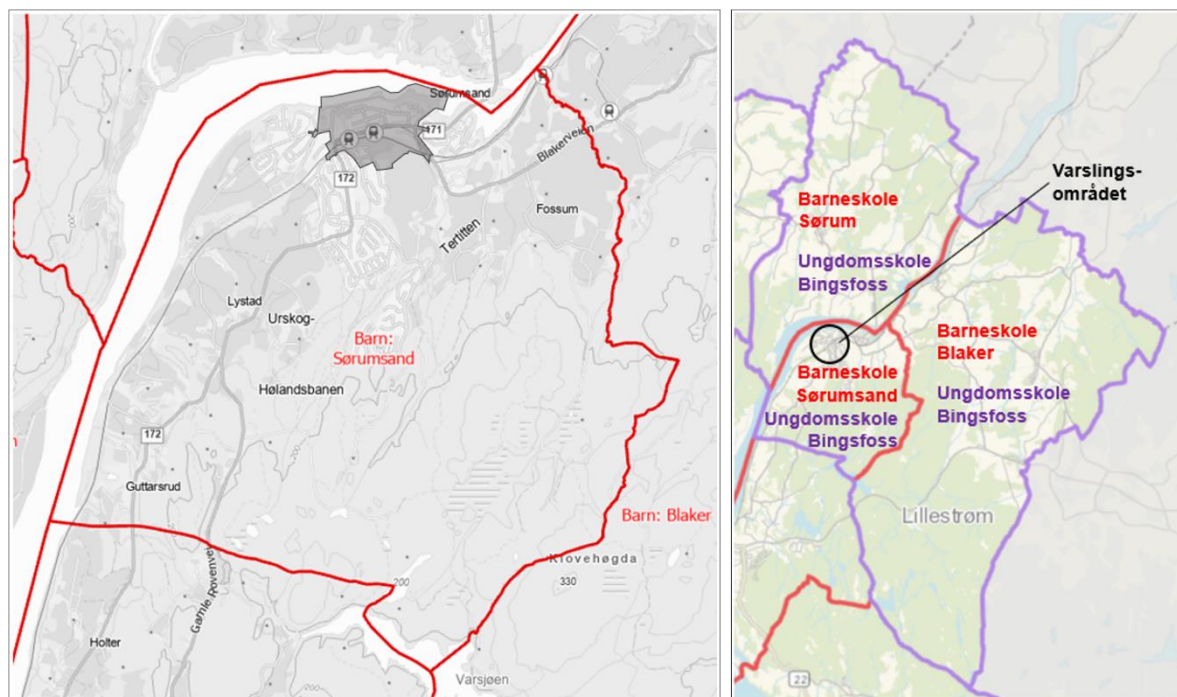 Sørumsand
171
Blakerveien
172
Fossum
Tertitten
Lystad
Urskog-
Barn:
Sørumsand
Hølandsbanen
172
Guttarsrud
Barn: Blaker
Klovehøgda
200
330
Gamle Rovenvei
Holter
Varsjøen
Varslings-
området
Barneskole
Sørum
Ungdomsskole
Bingsfoss
Barneskole
Blaker
Barneskole
Sørumsand
Ungdomsskole
Bingsfoss
Ungdomsskole
Bingsfoss
Lillestrøm
22